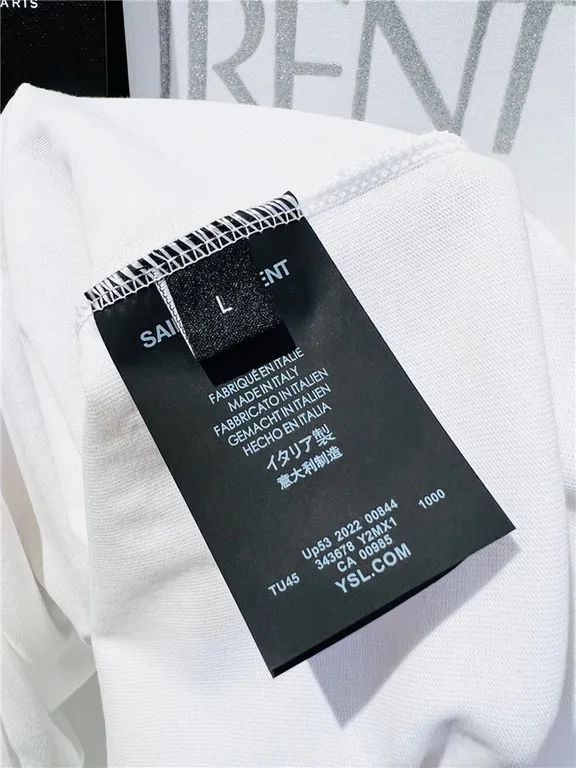 ARIS
RENT
L
SAI ENT
FABRIQUÉ EN ITALIE
MADE IN ITALY
FABBRICATO IN ITALIEN
GEMACHT IN ITALIEN
HECHO EN ITALIA
イタリア製
意大利制造
Up53 2022 00844 1000
343678 Y2MX1
TU45 CA 00985
YSL.COM